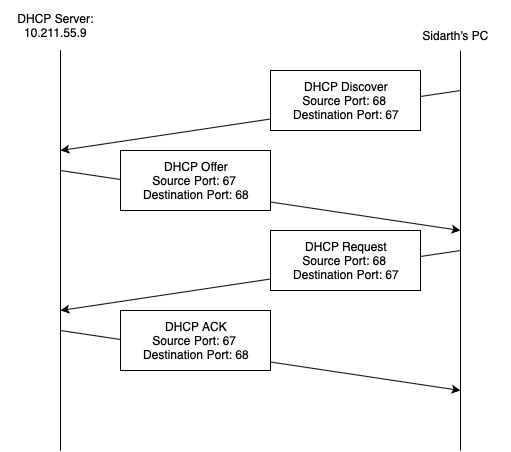 DHCP Server:
10.211.55.9
Sidarth's PC
DHCP Discover
Source Port: 68
Destination Port: 67
DHCP Offer
Source Port: 67
Destination Port: 68
DHCP Request
Source Port: 68
Destination Port: 67
DHCP ACK
Source Port: 67
Destination Port: 68